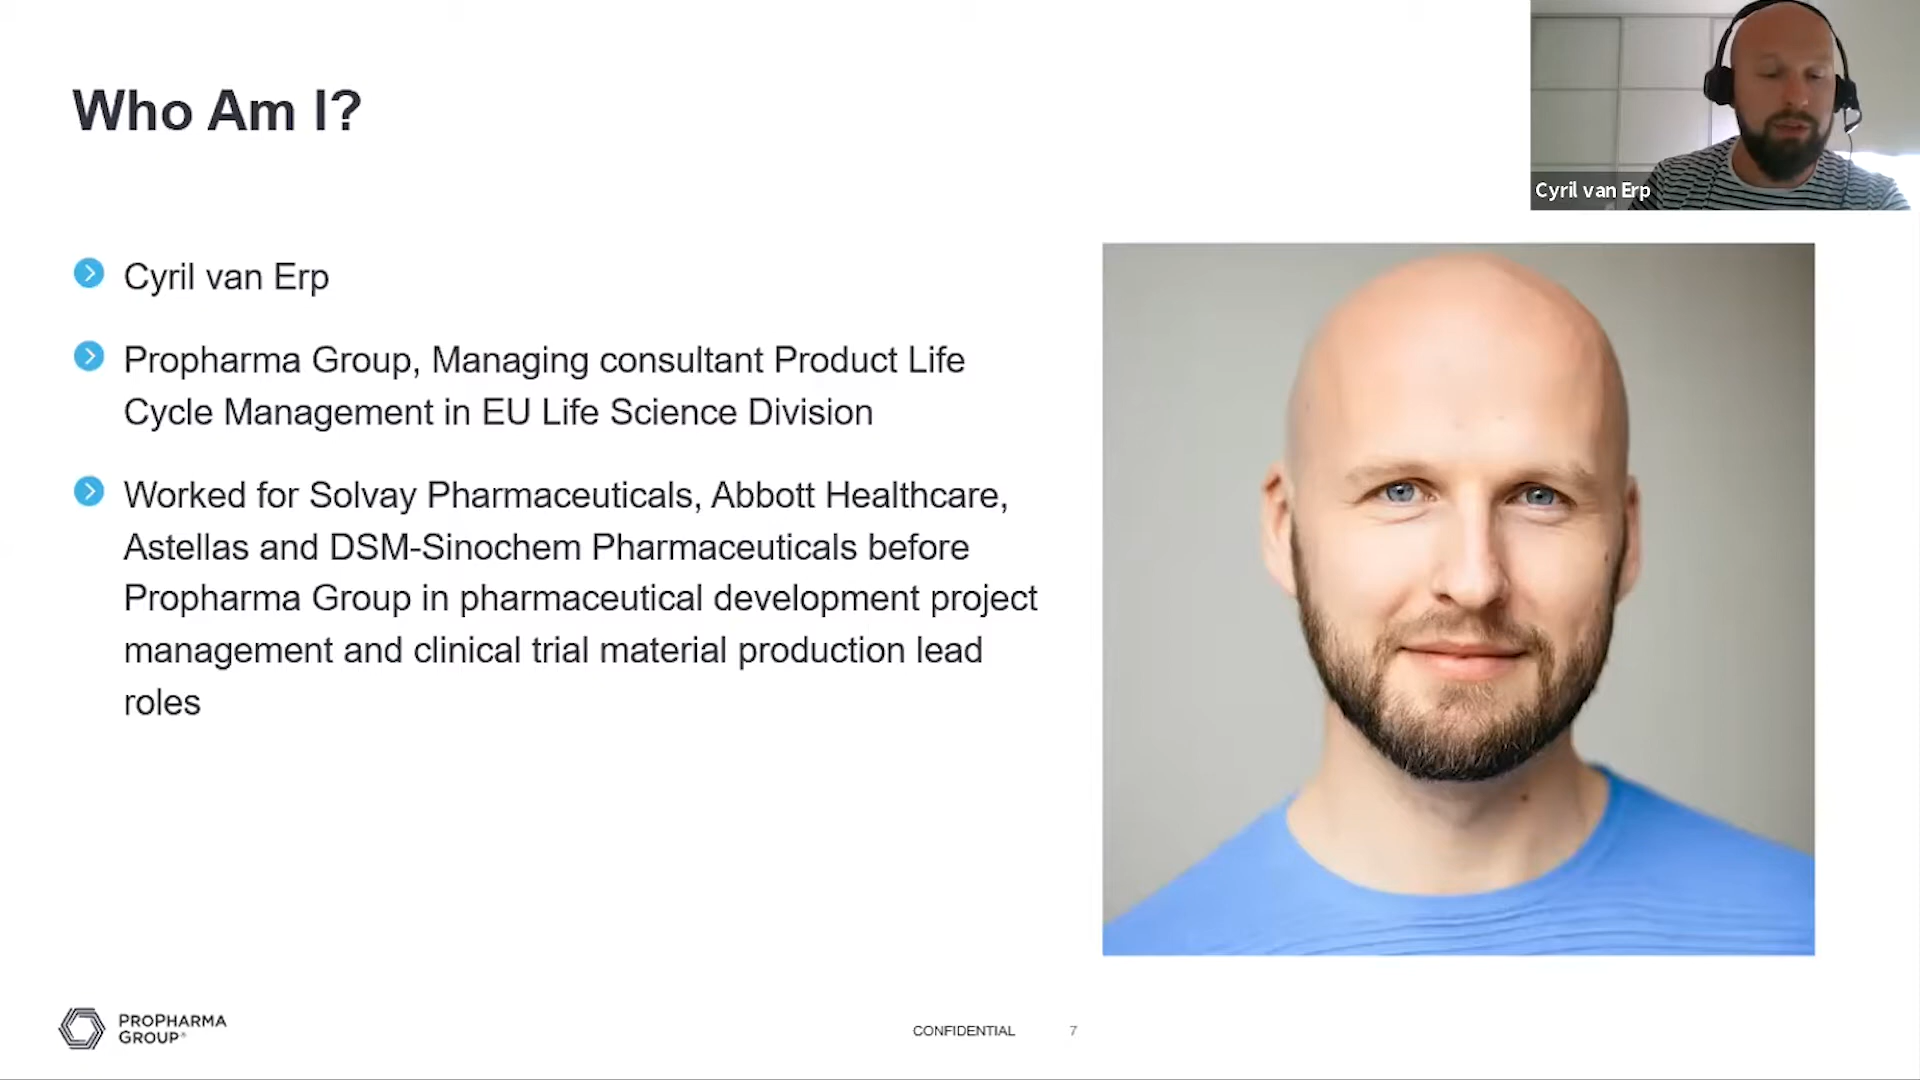 Who Am I?
Cyril van Erp
Cyril van Erp
Propharma Group, Managing consultant Product Life
Cycle Management in EU Life Science Division
Worked for Solvay Pharmaceuticals, Abbott Healthcare,
Astellas and DSM-Sinochem Pharmaceuticals before
Propharma Group in pharmaceutical development project
management and clinical trial material production lead
roles
PROPHARMA
GROUP®
CONFIDENTIAL 7